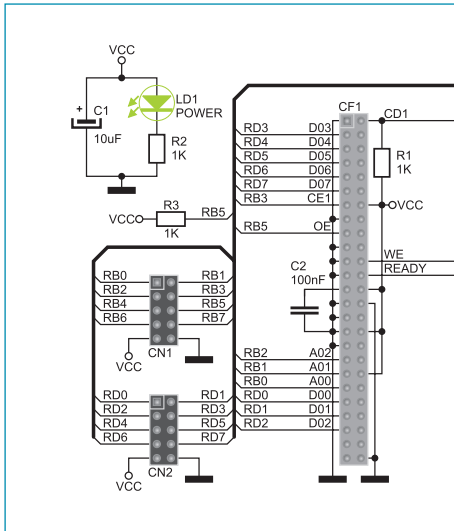 VCC
+
C1
10uF
LD1
POWER
R2
1K
R3
VCC
1K
RB5
CF1
CD1
RD3 D03
RD4 D04
RD5 D05
RD6 D06
RD7 D07
RB3 CE1
RB5 OE
R1
1K
VCC
WE
READY
C2
100nF
RB0 RB1
RB2 RB3
RB4 RB5
RB6 RB7
VCC
CN1
RB2 A02
RB1 A01
RB0 A00
RD0 D00
RD1 D01
RD2 D02
RD0 RD1
RD2 RD3
RD4 RD5
RD6 RD7
VCC
CN2